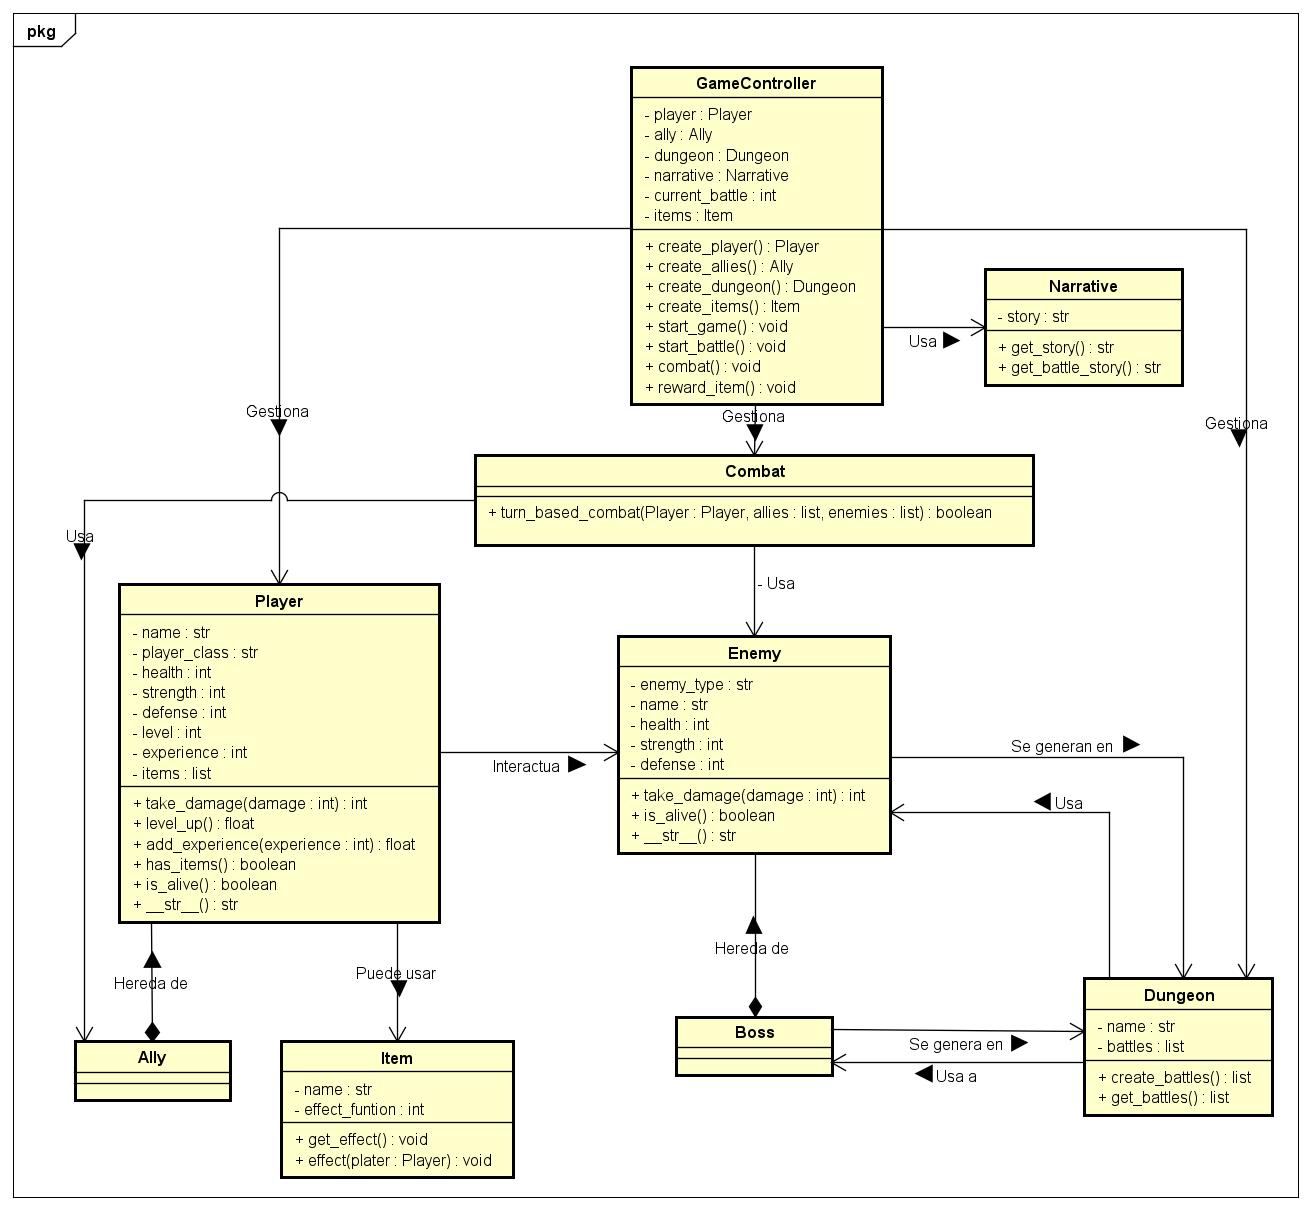 pkg
GameController
- player : Player
- ally : Ally
- dungeon : Dungeon
- narrative : Narrative
- current_battle : int
- items : Item
+ create_player() : Player
+ create_allies() : Ally
+ create_dungeon() : Dungeon
+ create_items() : Item
+ start_game() : void
+ start_battle() : void
+ combat() : void
+ reward_item() : void
Narrative
- story : str
+ get_story() : str
+ get_battle_story() : str
Usa
Gestiona
Gestiona
Gestiona
Combat
+ turn_based_combat(Player : Player, allies : list, enemies : list) : boolean
Usa
- Usa
Player
- name : str
- player_class : str
- health : int
- strength : int
- defense : int
- level : int
- experience : int
- items : list
+ take_damage(damage : int) : int
+ level_up() : float
+ add_experience(experience : int) : float
+ has_items() : boolean
+ is_alive() : boolean
+ __str__() : str
Interactua
Enemy
- enemy_type : str
- name : str
- health : int
- strength : int
- defense : int
+ take_damage(damage : int) : int
+ is_alive() : boolean
+ __str__() : str
Se generan en
Usa
Hereda de
Puede usar
Hereda de
Ally
Item
- name : str
- effect_funtion : int
+ get_effect() : void
+ effect(plater : Player) : void
Boss
Se genera en
Usa a
Dungeon
- name : str
- battles : list
+ create_battles() : list
+ get_battles() : list